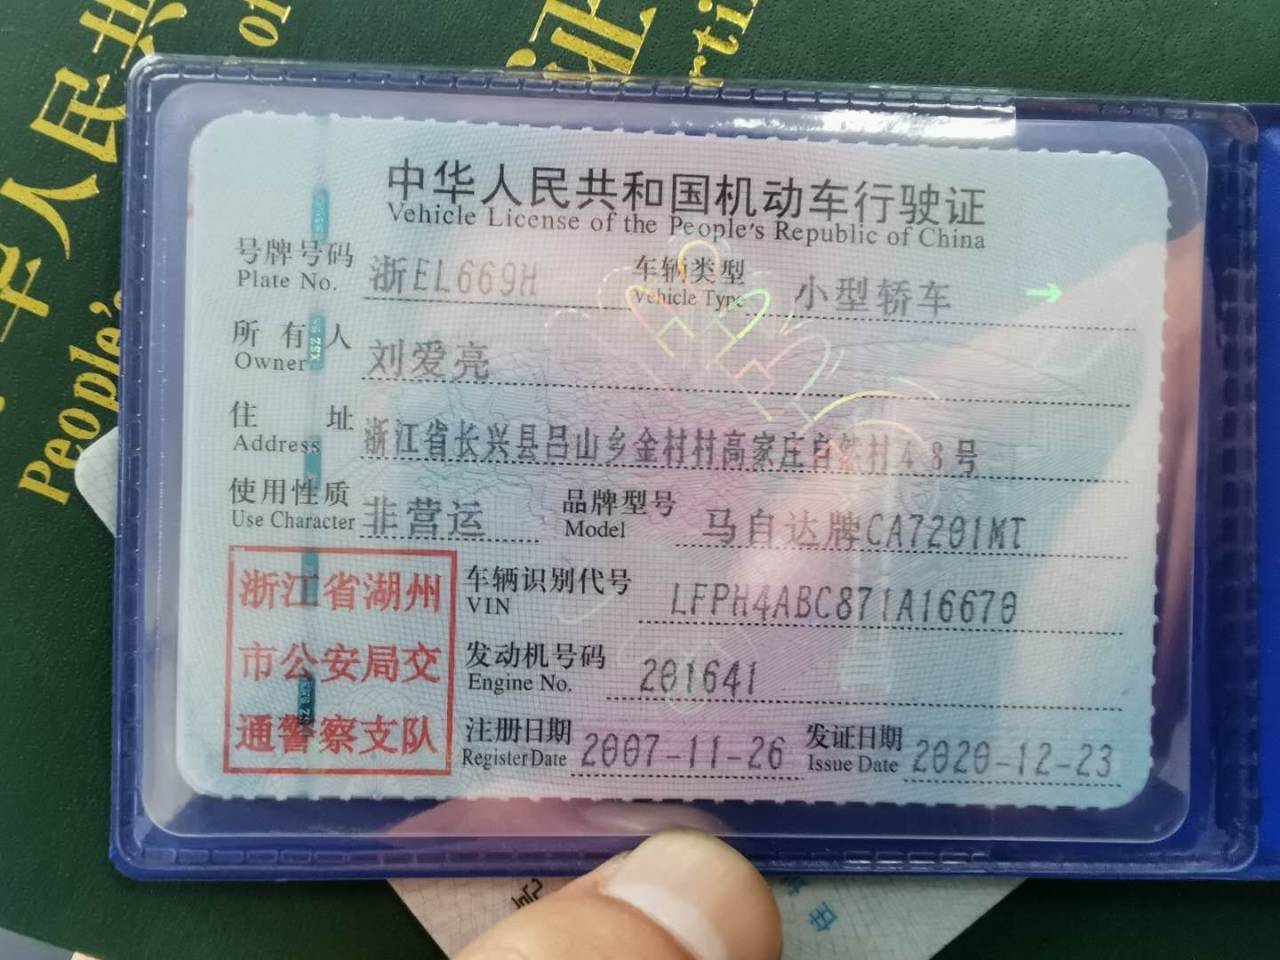 中华人民共和国机动车行驶证
Vehicle License of the People's Republic of China
号牌号码 浙EL669H 车辆类型 小型轿车
Plate No. Vehicle Type
所有人 刘爱亮
Owner
住址 浙江省长兴县吕山乡金村村高家庄自然村48号
Address
使用性质 非营运 品牌型号 马自达牌CA7201MT
Use Character Model
浙江省湖州
市公安局交
通警察支队
车辆识别代号 LFPH4ABC871A16670
VIN
发动机号码 201641
Engine No.
注册日期 2007-11-26 发证日期 2020-12-23
Register Date Issue Date
华人民共
People's
of
证
rti